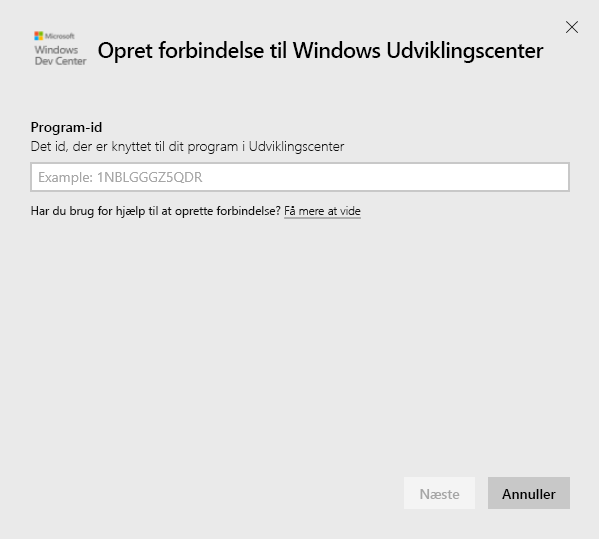 Microsoft
Windows
Dev Center
Opret forbindelse til Windows Udviklingscenter
Program-id
Det id, der er knyttet til dit program i Udviklingscenter
Example: 1NBLGGGZ5QDR
Har du brug for hjælp til at oprette forbindelse? Få mere at vide
Næste
Annuller